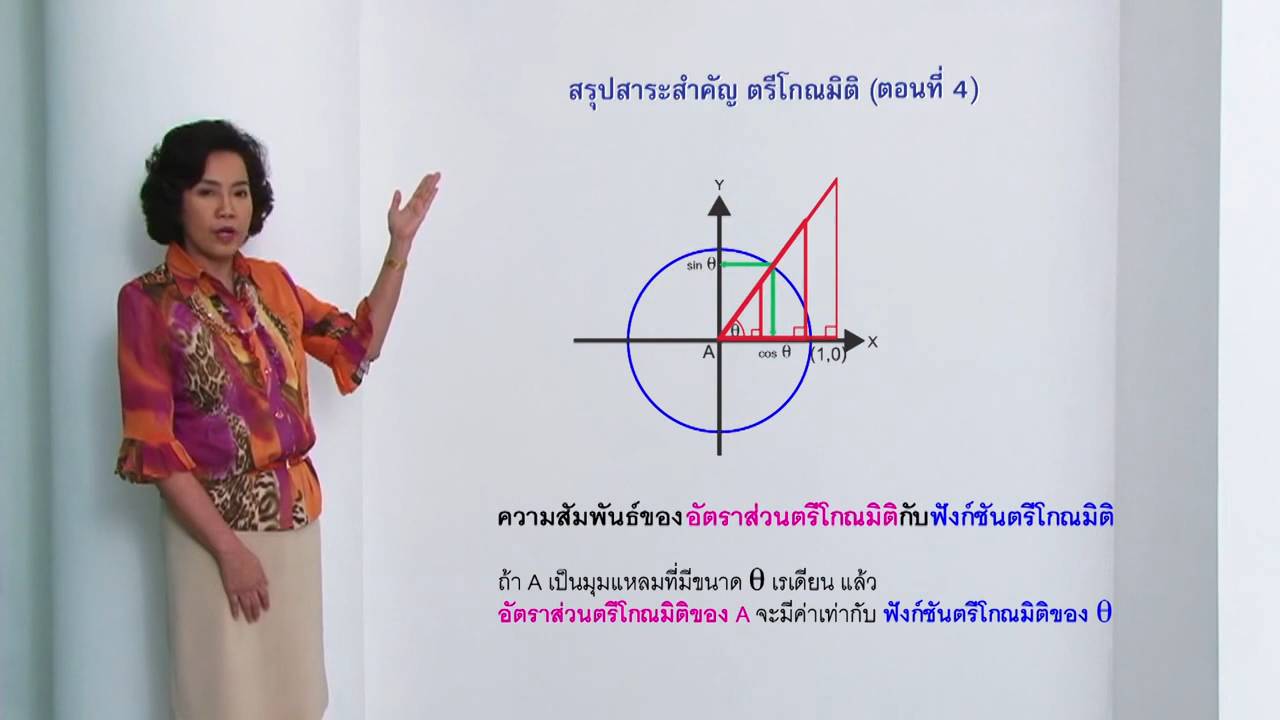 สรุปสาระสำคัญ ตรีโกณมิติ (ตอนที่ 4)
Y
sin θ
θ
A
cos θ
(1,0)
X
ความสัมพันธ์ของอัตราส่วนตรีโกณมิติกับฟังก์ชันตรีโกณมิติ
ถ้า A เป็นมุมแหลมที่มีขนาด θ เรเดียน แล้ว
อัตราส่วนตรีโกณมิติของ A จะมีค่าเท่ากับ ฟังก์ชันตรีโกณมิติของ θ